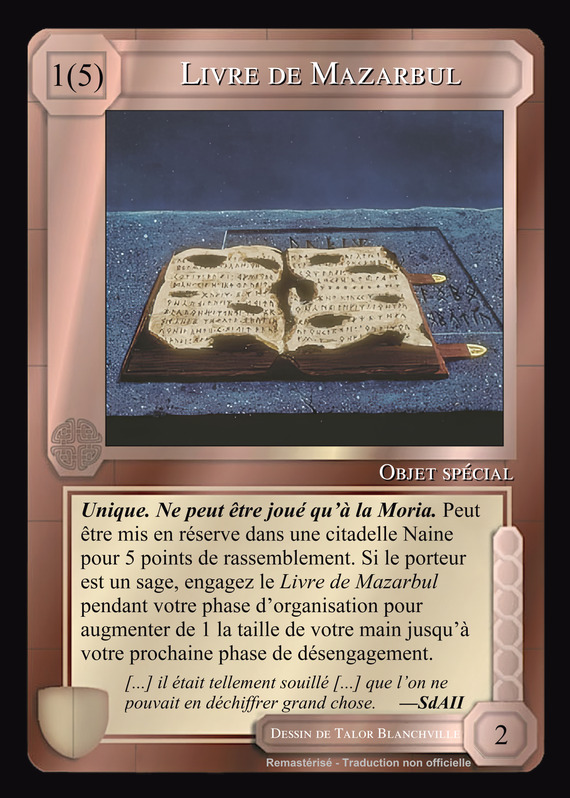 1(5)
LIVRE DE MAZARBUL
OBJET SPÉCIAL
Unique. Ne peut être joué qu'à la Moria. Peut
être mis en réserve dans une citadelle Naine
pour 5 points de rassemblement. Si le porteur
est un sage, engagez le Livre de Mazarbul
pendant votre phase d'organisation pour
augmenter de 1 la taille de votre main jusqu'à
votre prochaine phase de désengagement.
[...] il était tellement souillé [...] que l'on ne
pouvait en déchiffrer grand chose. —SdAII
DESSIN DE TALOR BLANCHVILLE
2
Remastérisé - Traduction non officielle